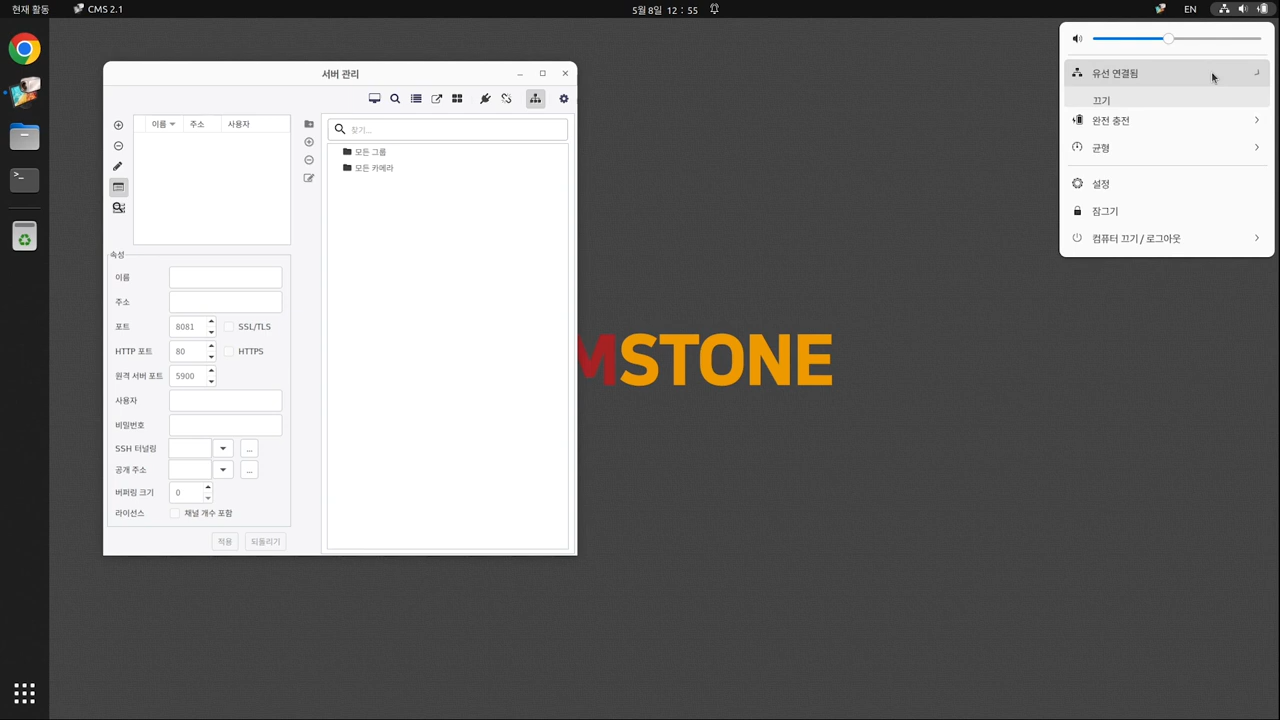 현재 활동
CMS 2.1
5월 8일 12 : 55
EN
서버 관리
이름
주소
사용자
찾기...
모든 그룹
모든 카메라
속성
이름
주소
포트
8081
SSL/TLS
HTTP 포트
80
HTTPS
원격 서버 포트
5900
사용자
비밀번호
SSH 터널링
...
공개 주소
...
버퍼링 크기
0
라이선스
채널 개수 포함
적용
되돌리기
MSTONE
유선 연결됨
끄기
완전 충전
균형
설정
잠그기
컴퓨터 끄기 / 로그아웃